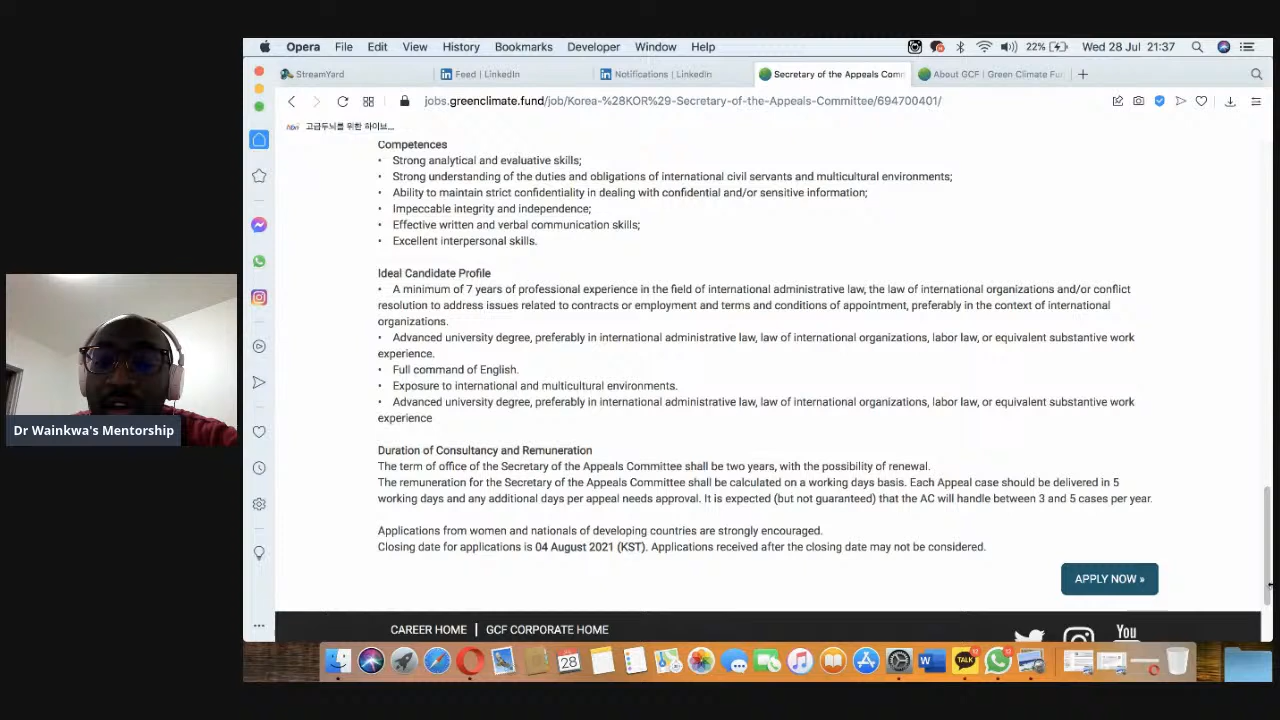 Opera File Edit View History Bookmarks Developer Window Help 22% Wed 28 Jul 21:37
StreamYard Feed | LinkedIn Notifications | LinkedIn Secretary of the Appeals Comm About GCF | Green Climate Fun
jobs.greenclimate.fund/job/Korea-%28KOR%29-Secretary-of-the-Appeals-Committee/694700401/
고급두뇌를 위한 하이브...
Competences
• Strong analytical and evaluative skills;
• Strong understanding of the duties and obligations of international civil servants and multicultural environments;
• Ability to maintain strict confidentiality in dealing with confidential and/or sensitive information;
• Impeccable integrity and independence;
• Effective written and verbal communication skills;
• Excellent interpersonal skills.
Ideal Candidate Profile
• A minimum of 7 years of professional experience in the field of international administrative law, the law of international organizations and/or conflict
resolution to address issues related to contracts or employment and terms and conditions of appointment, preferably in the context of international
organizations.
• Advanced university degree, preferably in international administrative law, law of international organizations, labor law, or equivalent substantive work
experience.
• Full command of English.
• Exposure to international and multicultural environments.
• Advanced university degree, preferably in international administrative law, law of international organizations, labor law, or equivalent substantive work
experience
Dr Wainkwa's Mentorship
Duration of Consultancy and Remuneration
The term of office of the Secretary of the Appeals Committee shall be two years, with the possibility of renewal.
The remuneration for the Secretary of the Appeals Committee shall be calculated on a working days basis. Each Appeal case should be delivered in 5
working days and any additional days per appeal needs approval. It is expected (but not guaranteed) that the AC will handle between 3 and 5 cases per year.
Applications from women and nationals of developing countries are strongly encouraged.
Closing date for applications is 04 August 2021 (KST). Applications received after the closing date may not be considered.
APPLY NOW »
CAREER HOME | GCF CORPORATE HOME
You
28 W TALK